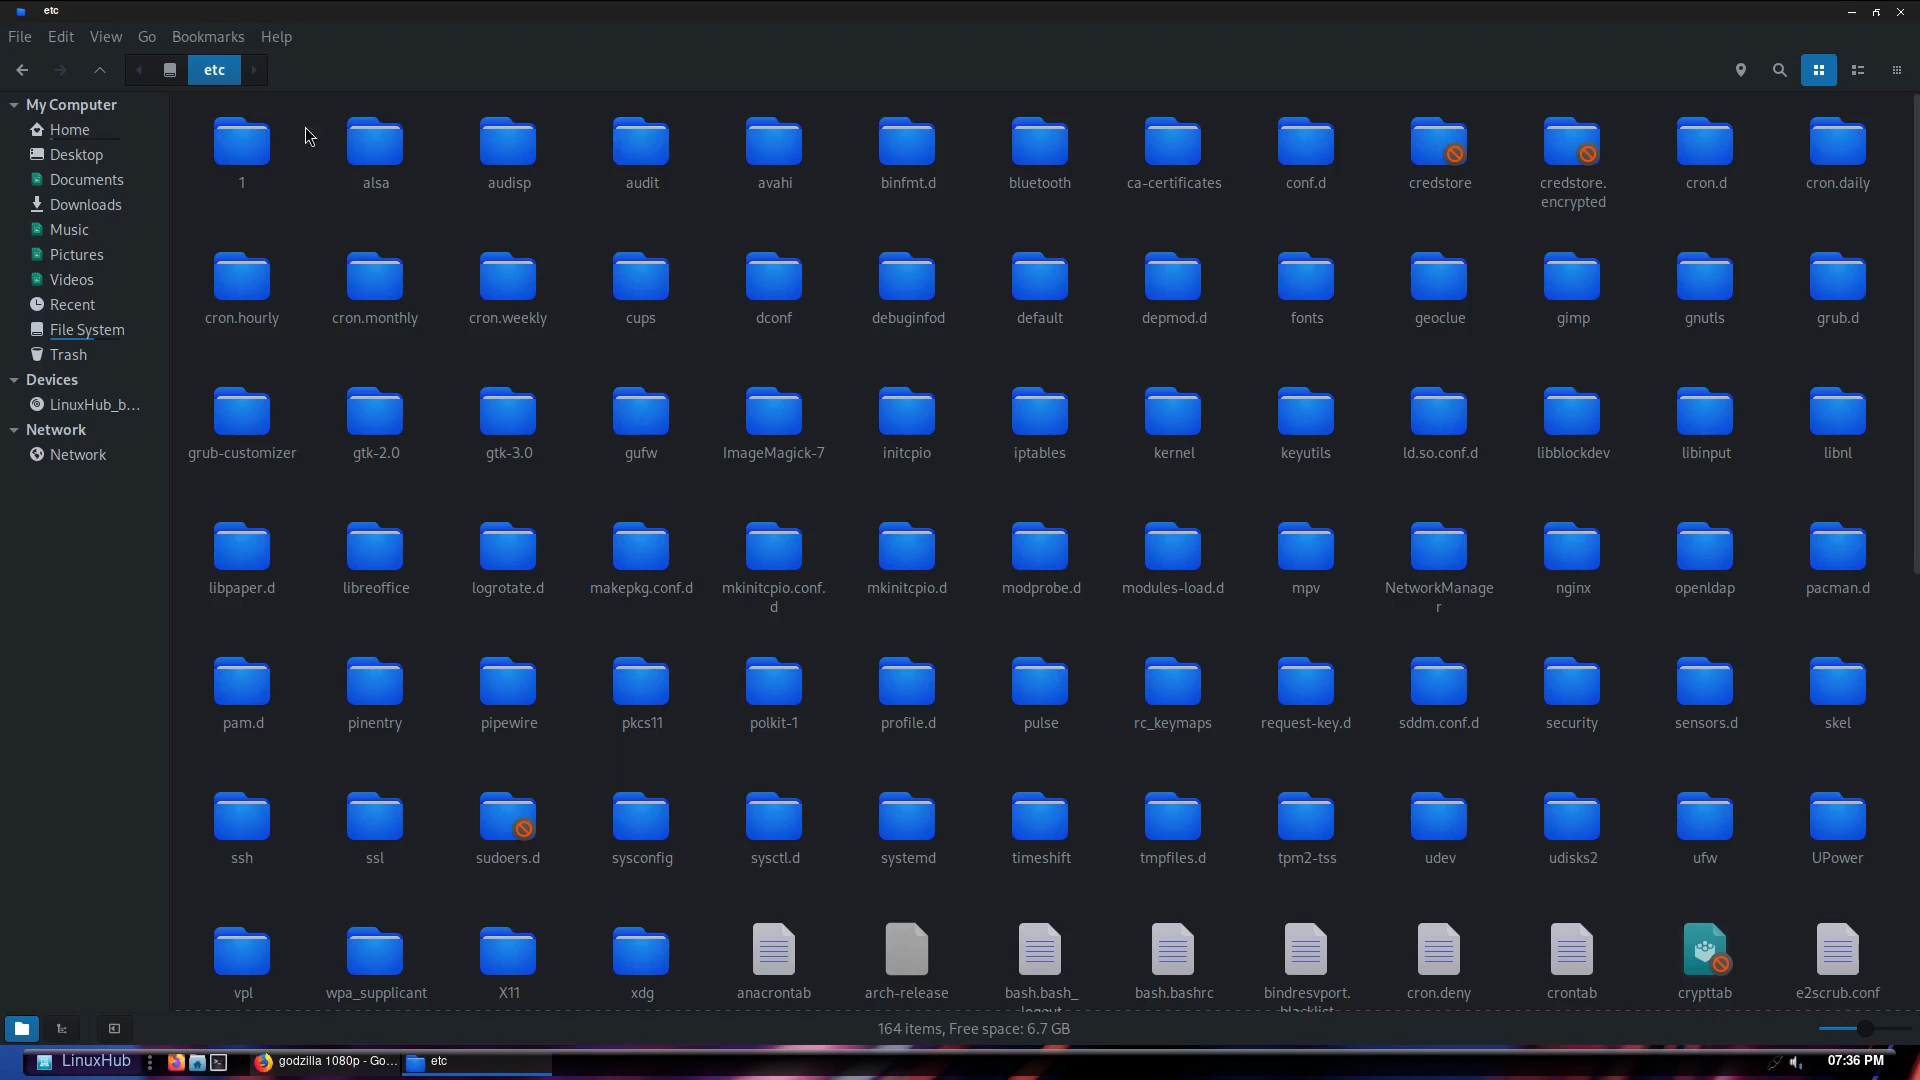 etc
File Edit View Go Bookmarks Help
etc
My Computer
Home
Desktop
Documents
Downloads
Music
Pictures
Videos
Recent
File System
Trash
Devices
LinuxHub_b...
Network
Network
1 alsa audisp audit avahi binfmt.d bluetooth ca-certificates conf.d credstore credstore. cron.d cron.daily
encrypted
cron.hourly cron.monthly cron.weekly cups dconf debuginfod default depmod.d fonts geoclue gimp gnutls grub.d
grub-customizer gtk-2.0 gtk-3.0 gufw ImageMagick-7 initcpio iptables kernel keyutils ld.so.conf.d libblockdev libinput libnl
libpaper.d libreoffice logrotate.d makepkg.conf.d mkinitcpio.conf. mkinitcpio.d modprobe.d modules-load.d mpv NetworkManage nginx openldap pacman.d
d r
pam.d pinentry pipewire pkcs11 polkit-1 profile.d pulse rc_keymaps request-key.d sddm.conf.d security sensors.d skel
ssh ssl sudoers.d sysconfig sysctl.d systemd timeshift tmpfiles.d tpm2-tss udev udisks2 ufw UPower
vpl wpa_supplicant X11 xdg anacrontab arch-release bash.bash_ bash.bashrc bindresvport. cron.deny crontab crypttab e2scrub.conf
logout blacklist
164 items, Free space: 6.7 GB
LinuxHub godzilla 1080p - Go... etc 07:36 PM